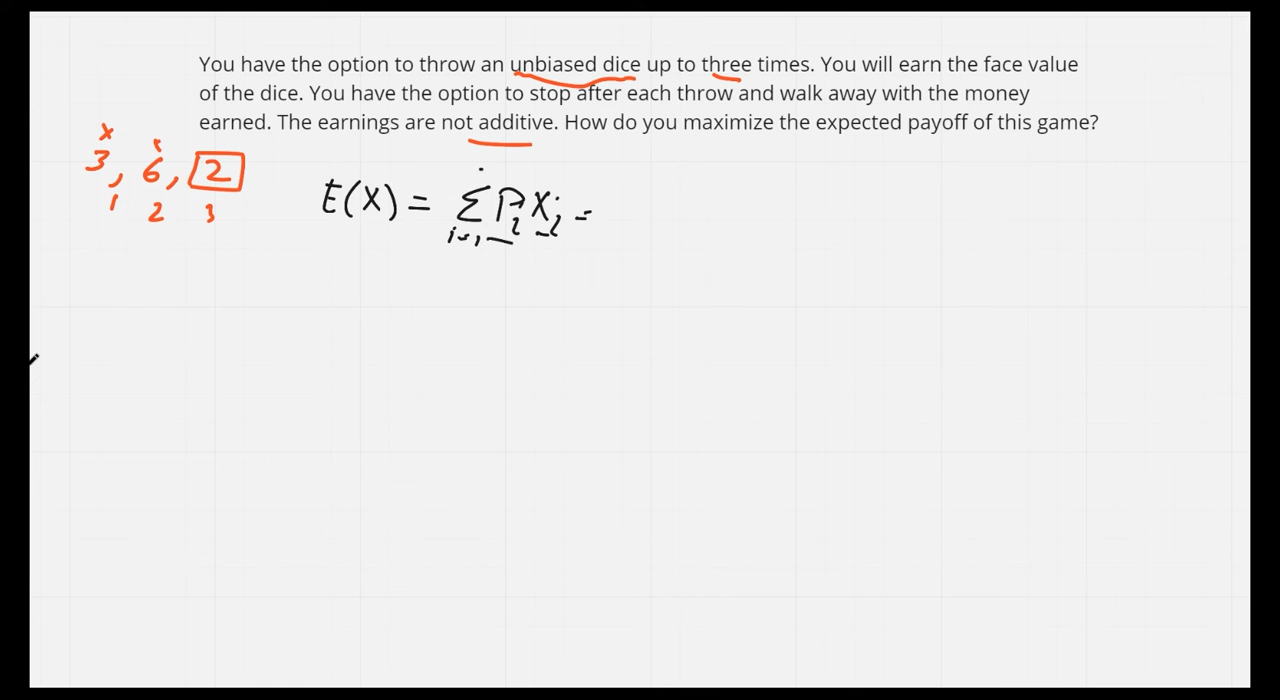 You have the option to throw an unbiased dice up to three times. You will earn the face value
of the dice. You have the option to stop after each throw and walk away with the money
earned. The earnings are not additive. How do you maximize the expected payoff of this game?
x
3, 6, 2
1 2 3
E(X) = Σ Pi Xi =
i=1